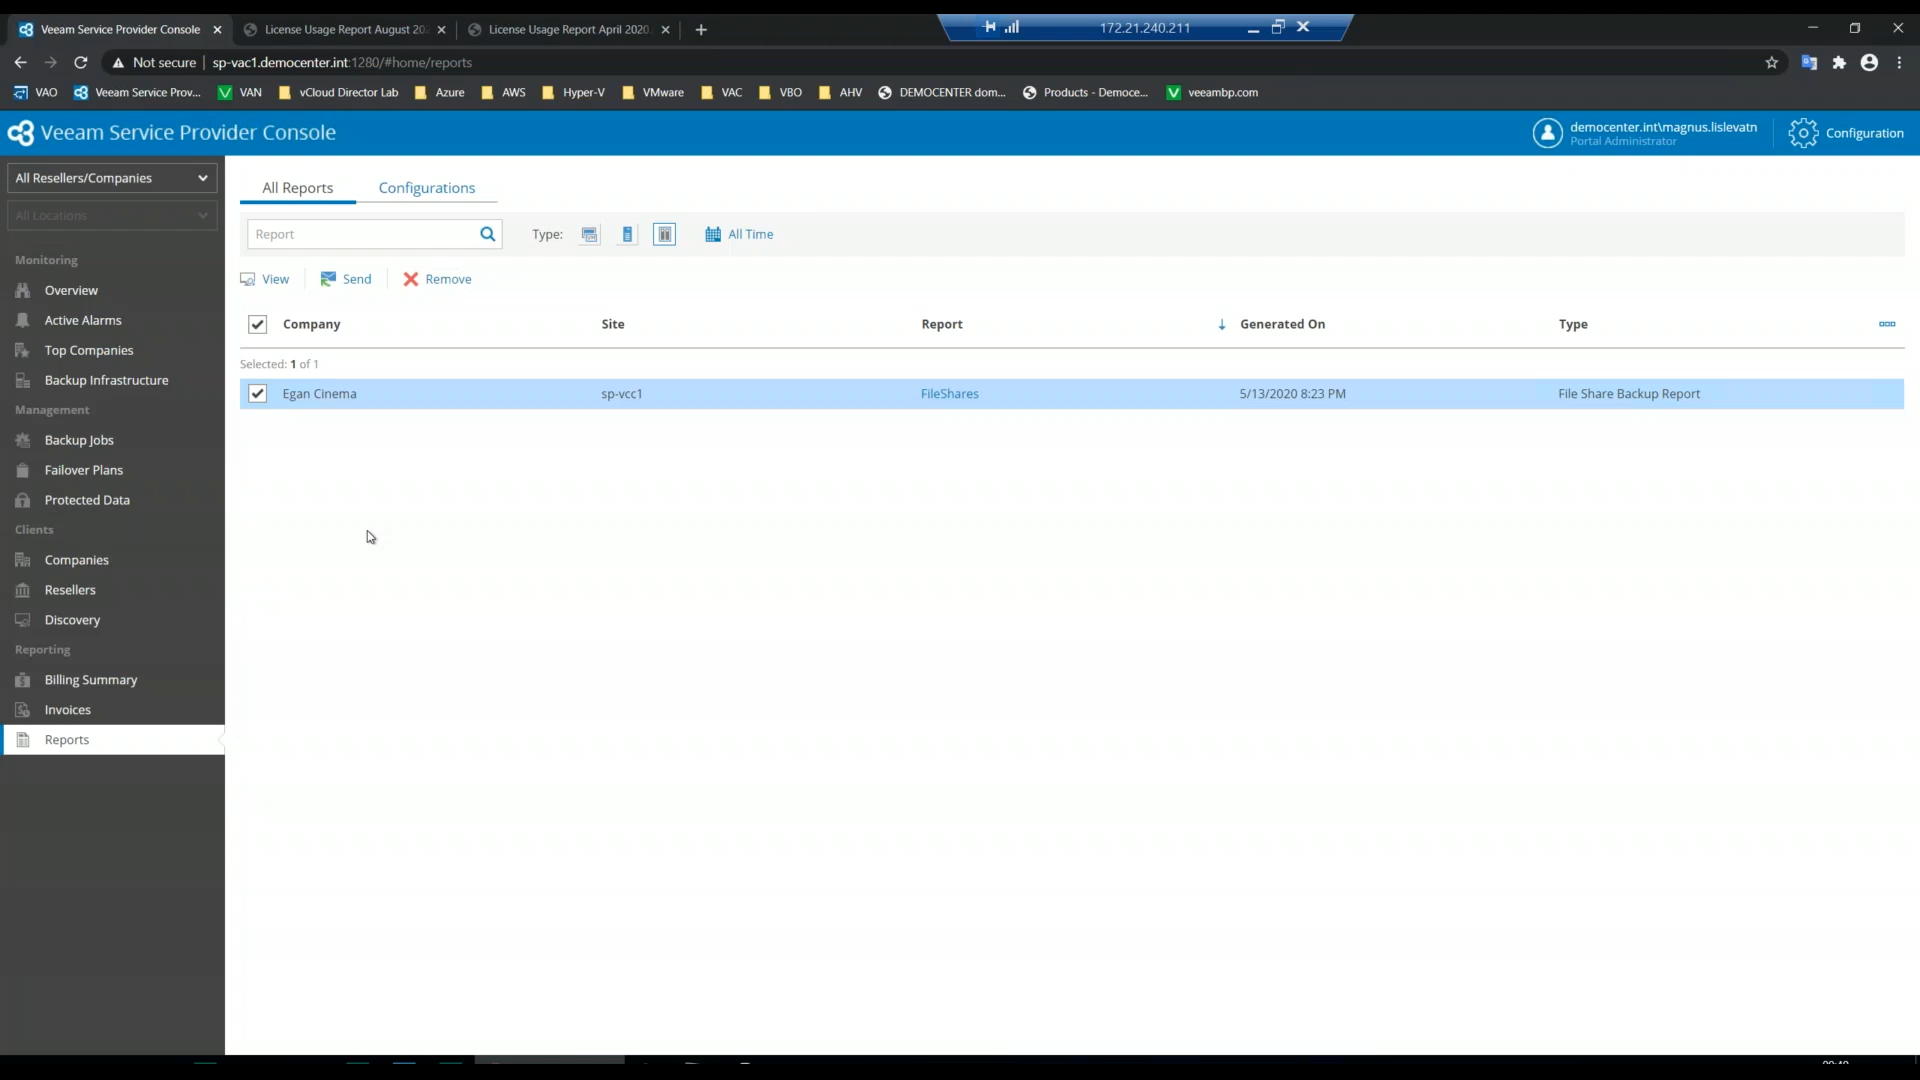 Veeam Service Provider Console
License Usage Report August 20
License Usage Report April 2020
172.21.240.211
Not secure
sp-vac1.democenter.int:1280/#home/reports
VAO
Veeam Service Prov...
VAN
vCloud Director Lab
Azure
AWS
Hyper-V
VMware
VAC
VBO
AHV
DEMOCENTER dom...
Products - Democe...
veeambp.com
Veeam Service Provider Console
democenter.int\magnus.lislevatn
Portal Administrator
Configuration
All Resellers/Companies
All Locations
Monitoring
Overview
Active Alarms
Top Companies
Backup Infrastructure
Management
Backup Jobs
Failover Plans
Protected Data
Clients
Companies
Resellers
Discovery
Reporting
Billing Summary
Invoices
Reports
All Reports
Configurations
Report
Type:
All Time
View
Send
Remove
Company
Site
Report
Generated On
Type
Selected: 1 of 1
Egan Cinema
sp-vcc1
FileShares
5/13/2020 8:23 PM
File Share Backup Report